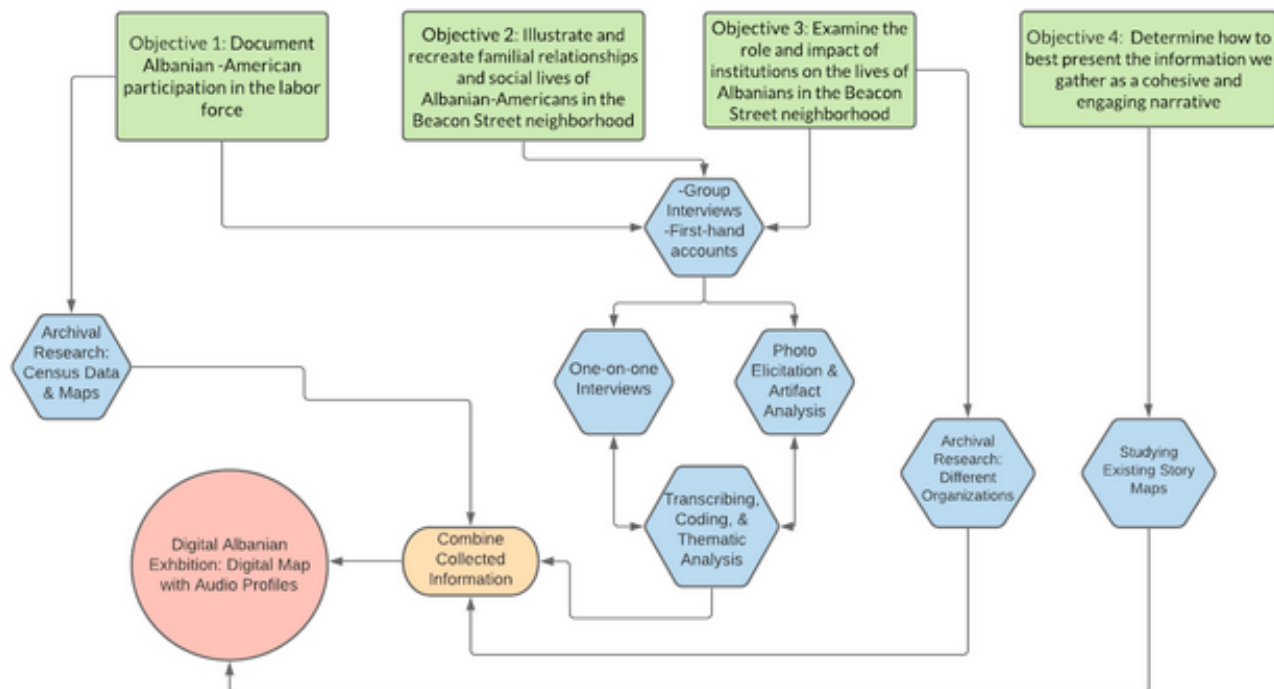 Objective 1: Document
Albanian -American
participation in the labor
force
Objective 2: Illustrate and
recreate familial relationships
and social lives of
Albanian-Americans in the
Beacon Street neighborhood
Objective 3: Examine the
role and impact of
institutions on the lives of
Albanians in the Beacon
Street neighborhood
Objective 4:  Determine how to
best present the information we
gather as a cohesive and
engaging narrative
-Group
Interviews
-First-hand
accounts
Archival
Research:
Census Data
& Maps
One-on-one
Interviews
Photo
Elicitation &
Artifact
Analysis
Archival
Research:
Different
Organizations
Studying
Existing Story
Maps
Transcribing,
Coding, &
Thematic
Analysis
Combine
Collected
Information
Digital Albanian
Exhbition: Digital Map
with Audio Profiles